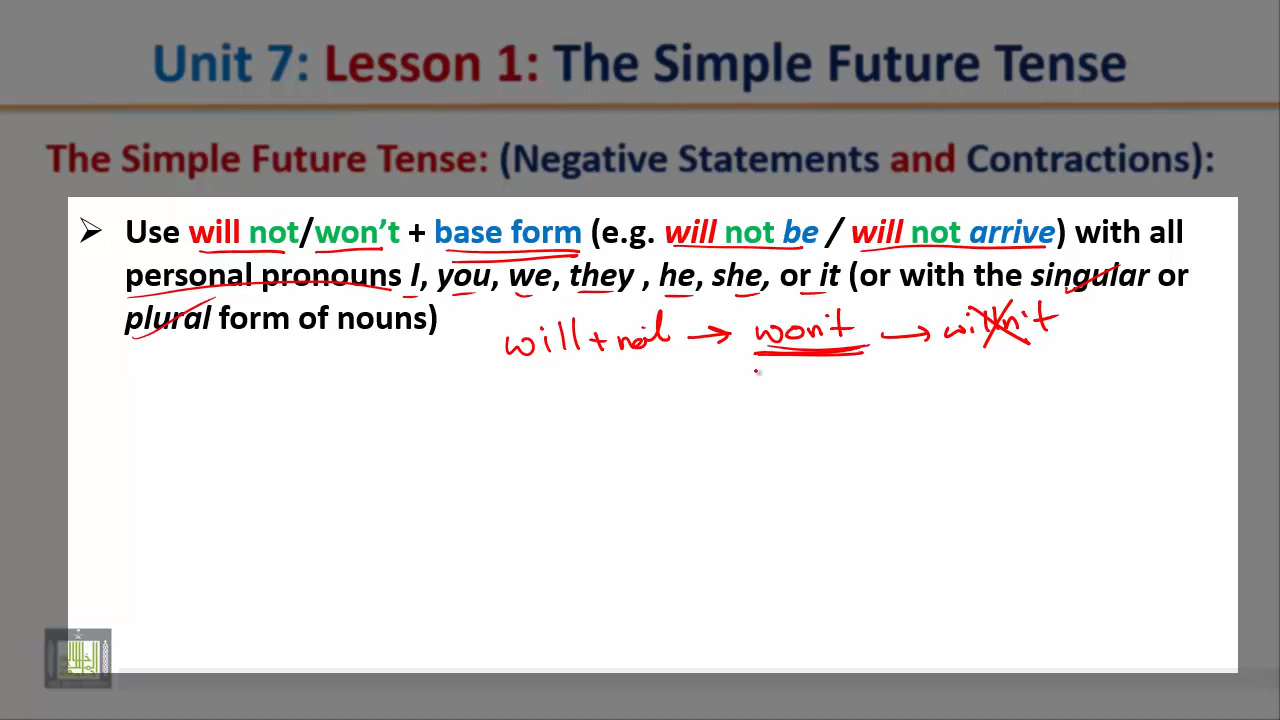 Unit 7: Lesson 1: The Simple Future Tense
The Simple Future Tense: (Negative Statements and Contractions):
Use will not/won't + base form (e.g. will not be / will not arrive) with all
personal pronouns I, you, we, they , he, she, or it (or with the singular or
plural form of nouns)
will + not → won't → willn't